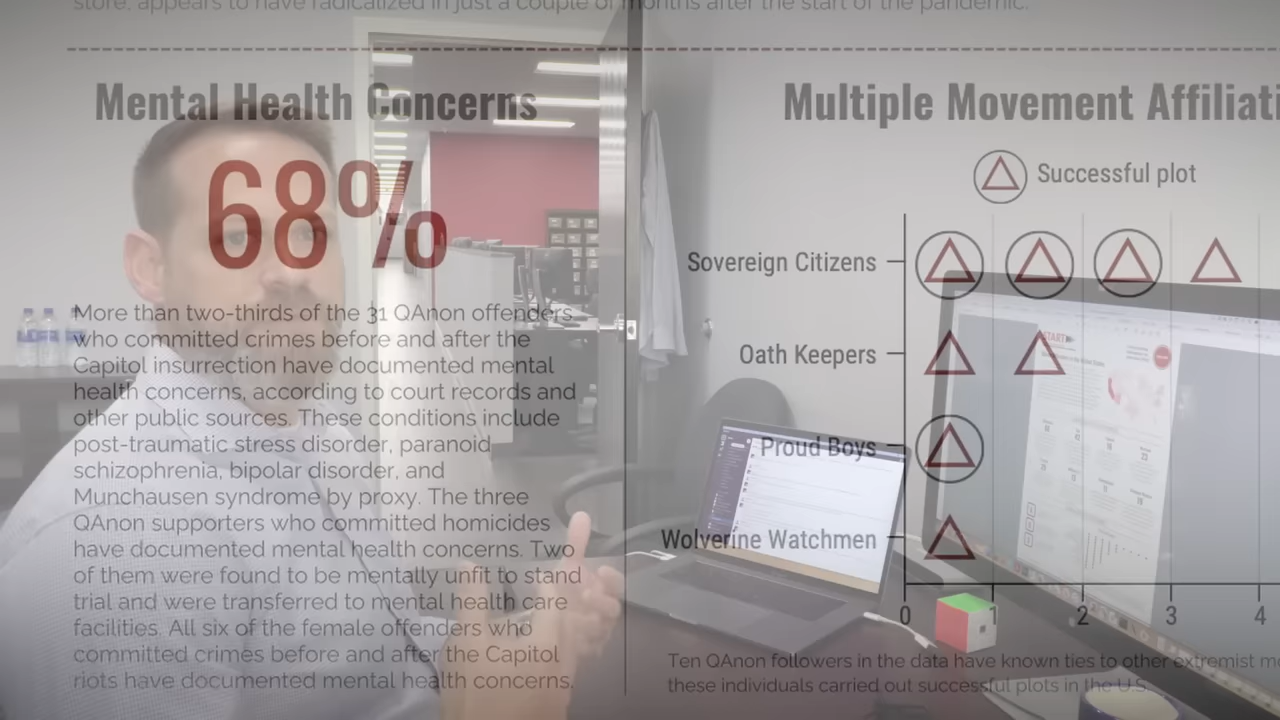 store, appears to have radicalized in just a couple of months after the start of the pandemic.
Mental Health Concerns
68%
More than two-thirds of the 31 QAnon offenders
who committed crimes before and after the
Capitol insurrection have documented mental
health concerns, according to court records and
other public sources. These conditions include
post-traumatic stress disorder, paranoid
schizophrenia, bipolar disorder, and
Munchausen syndrome by proxy. The three
QAnon supporters who committed homicides
have documented mental health concerns. Two
of them were found to be mentally unfit to stand
trial and were transferred to mental health care
facilities. All six of the female offenders who
committed crimes before and after the Capitol
riots have documented mental health concerns.
Multiple Movement Affiliati
Successful plot
Sovereign Citizens
Oath Keepers
Proud Boys
Wolverine Watchmen
0 1 2 3 4
Ten QAnon followers in the data have known ties to other extremist mo
these individuals carried out successful plots in the U.S.
START